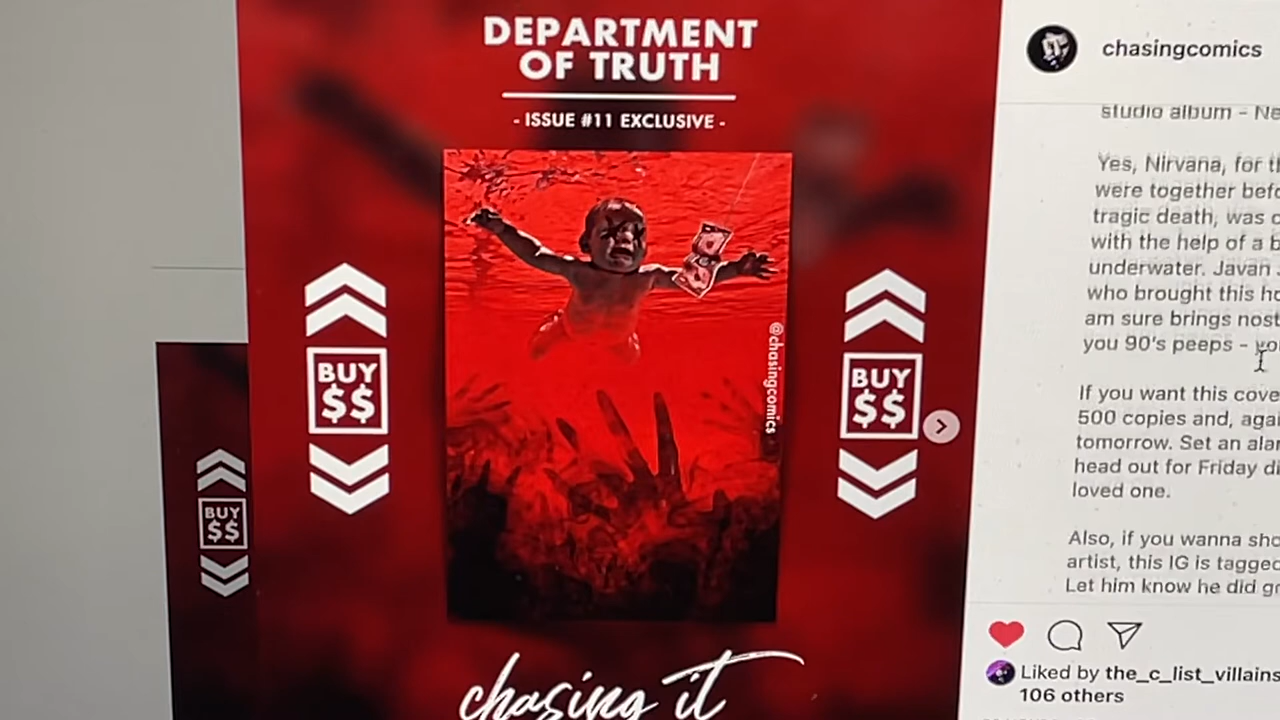 DEPARTMENT
OF TRUTH
- ISSUE #11 EXCLUSIVE -
BUY
$$
@chasingcomics
BUY
$$
BUY
$$
chasing it
chasingcomics
studio album - Ne
Yes, Nirvana, for th
were together befo
tragic death, was c
with the help of a b
underwater. Javan
who brought this ho
am sure brings nost
you 90's peeps - yo
If you want this cove
500 copies and, agai
tomorrow. Set an alar
head out for Friday di
loved one.
Also, if you wanna sho
artist, this IG is tagged
Let him know he did gr
Liked by the_c_list_villains
106 others